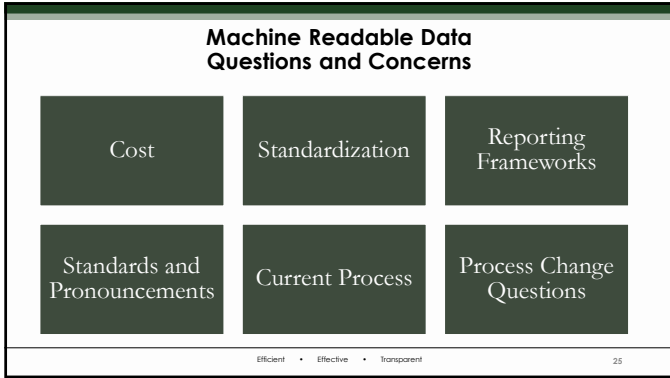 Machine Readable Data
Questions and Concerns
Cost
Standardization
Reporting
Frameworks
Standards and
Pronouncements
Current Process
Process Change
Questions
Efficient • Effective • Transparent
25